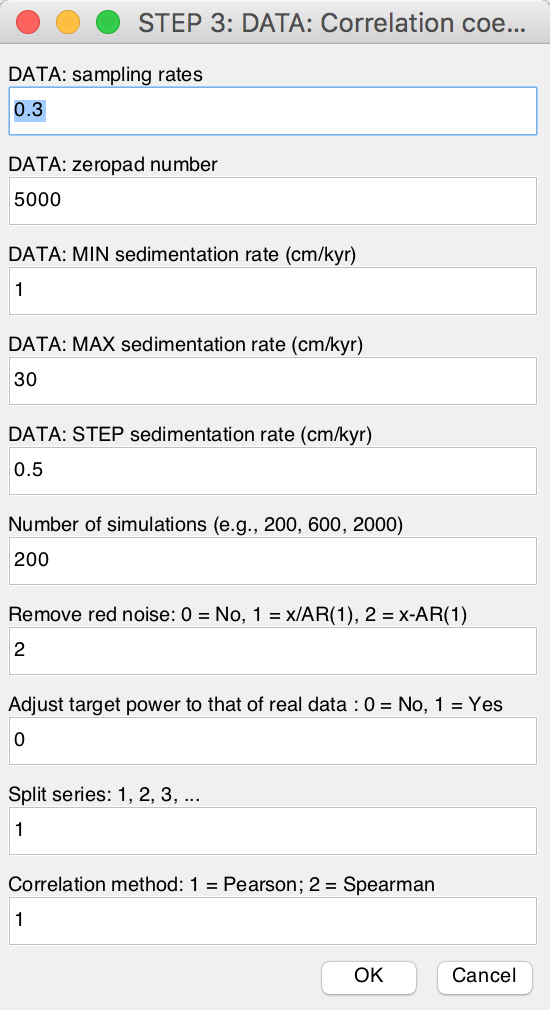 STEP 3: DATA: Correlation coe...
DATA: sampling rates
0.3
DATA: zeropad number
5000
DATA: MIN sedimentation rate (cm/kyr)
1
DATA: MAX sedimentation rate (cm/kyr)
30
DATA: STEP sedimentation rate (cm/kyr)
0.5
Number of simulations (e.g., 200, 600, 2000)
200
Remove red noise: 0 = No, 1 = x/AR(1), 2 = x-AR(1)
2
Adjust target power to that of real data : 0 = No, 1 = Yes
0
Split series: 1, 2, 3, ...
1
Correlation method: 1 = Pearson; 2 = Spearman
1
OK Cancel